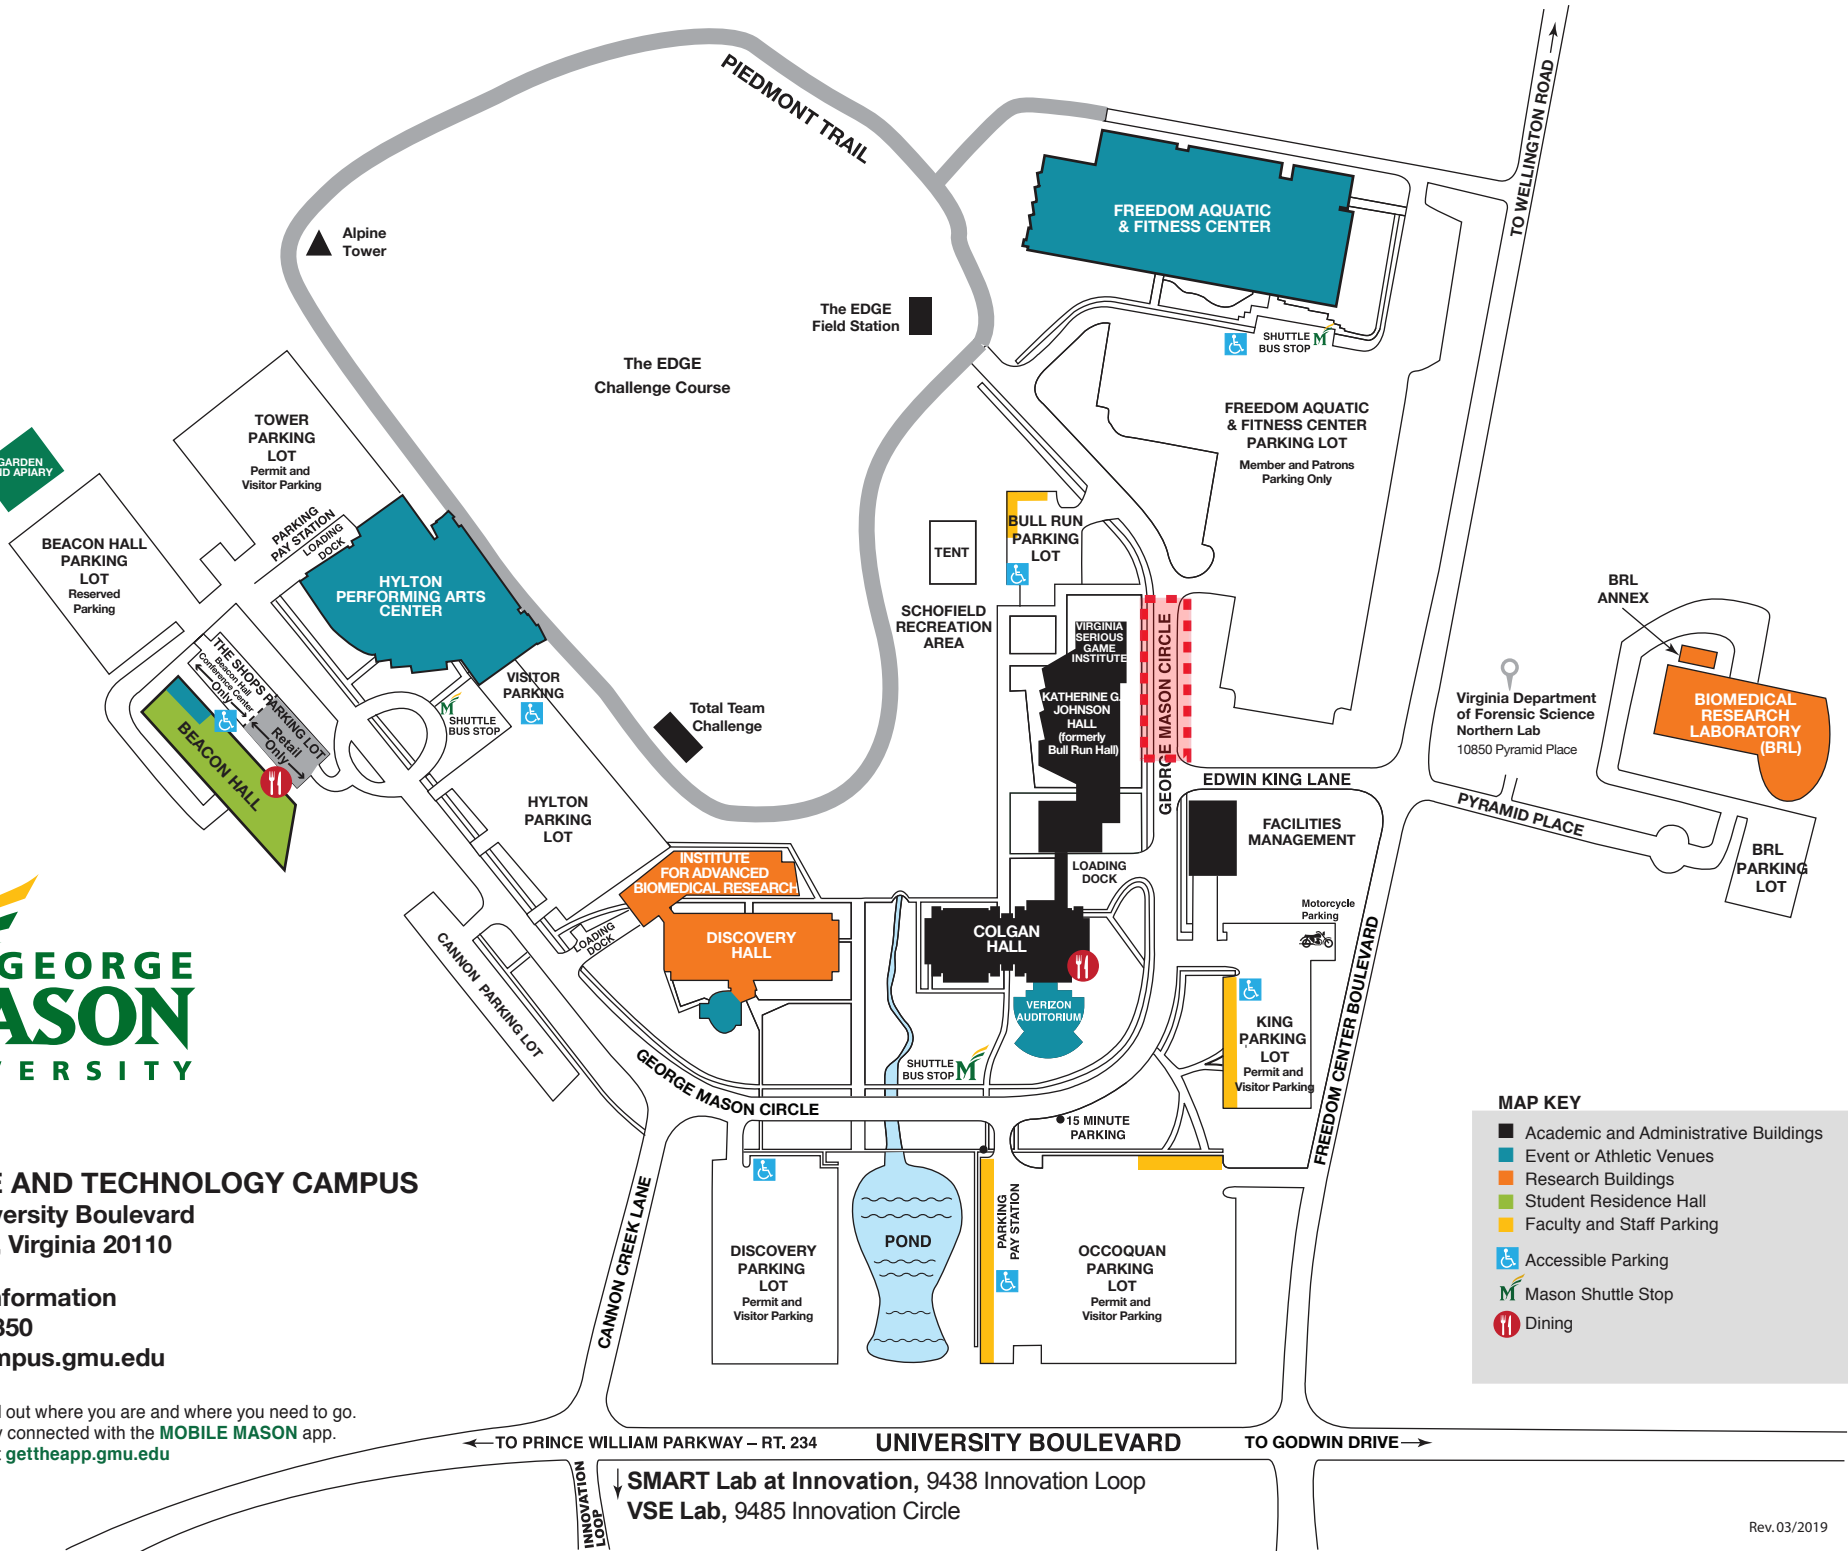 PIEDMONT TRAIL
TO WELLINGTON ROAD
FREEDOM AQUATIC
& FITNESS CENTER
Alpine
Tower
The EDGE
Field Station
SHUTTLE
BUS STOP
The EDGE
Challenge Course
FREEDOM AQUATIC
& FITNESS CENTER
PARKING LOT
Member and Patrons
Parking Only
TOWER
PARKING
LOT
Permit and
Visitor Parking
GARDEN
APIARY
BEACON HALL
PARKING
LOT
Reserved
Parking
PARKING
PAY STATION
LOADING
DOCK
HYLTON
PERFORMING ARTS
CENTER
BULL RUN
PARKING
LOT
TENT
SCHOFIELD
RECREATION
AREA
VIRGINIA
SERIOUS
GAME
INSTITUTE
GEORGE MASON CIRCLE
KATHERINE G.
JOHNSON
HALL
(formerly
Bull Run Hall)
BRL
ANNEX
Virginia Department
of Forensic Science
Northern Lab
10850 Pyramid Place
BIOMEDICAL
RESEARCH
LABORATORY
(BRL)
THE SHOPS PARKING LOT
Beacon Hall
Conference Center
Only
Retail
Only
BEACON HALL
VISITOR
PARKING
SHUTTLE
BUS STOP
Total Team
Challenge
HYLTON
PARKING
LOT
EDWIN KING LANE
PYRAMID PLACE
FACILITIES
MANAGEMENT
BRL
PARKING
LOT
LOADING
DOCK
INSTITUTE
FOR ADVANCED
BIOMEDICAL RESEARCH
DISCOVERY
HALL
LOADING
DOCK
CANNON PARKING LOT
COLGAN
HALL
VERIZON
AUDITORIUM
Motorcycle
Parking
KING
PARKING
LOT
Permit and
Visitor Parking
FREEDOM CENTER BOULEVARD
GEORGE
ASON
ERSITY
SHUTTLE
BUS STOP
GEORGE MASON CIRCLE
15 MINUTE
PARKING
CANNON CREEK LANE
DISCOVERY
PARKING
LOT
Permit and
Visitor Parking
POND
PARKING
PAY STATION
OCCOQUAN
PARKING
LOT
Permit and
Visitor Parking
MAP KEY
Academic and Administrative Buildings
Event or Athletic Venues
Research Buildings
Student Residence Hall
Faculty and Staff Parking
Accessible Parking
Mason Shuttle Stop
Dining
E AND TECHNOLOGY CAMPUS
versity Boulevard
, Virginia 20110
nformation
350
mpus.gmu.edu
d out where you are and where you need to go.
y connected with the MOBILE MASON app.
gettheapp.gmu.edu
TO PRINCE WILLIAM PARKWAY – RT. 234
UNIVERSITY BOULEVARD
TO GODWIN DRIVE
INNOVATION
LOOP
SMART Lab at Innovation, 9438 Innovation Loop
VSE Lab, 9485 Innovation Circle
Rev. 03/2019